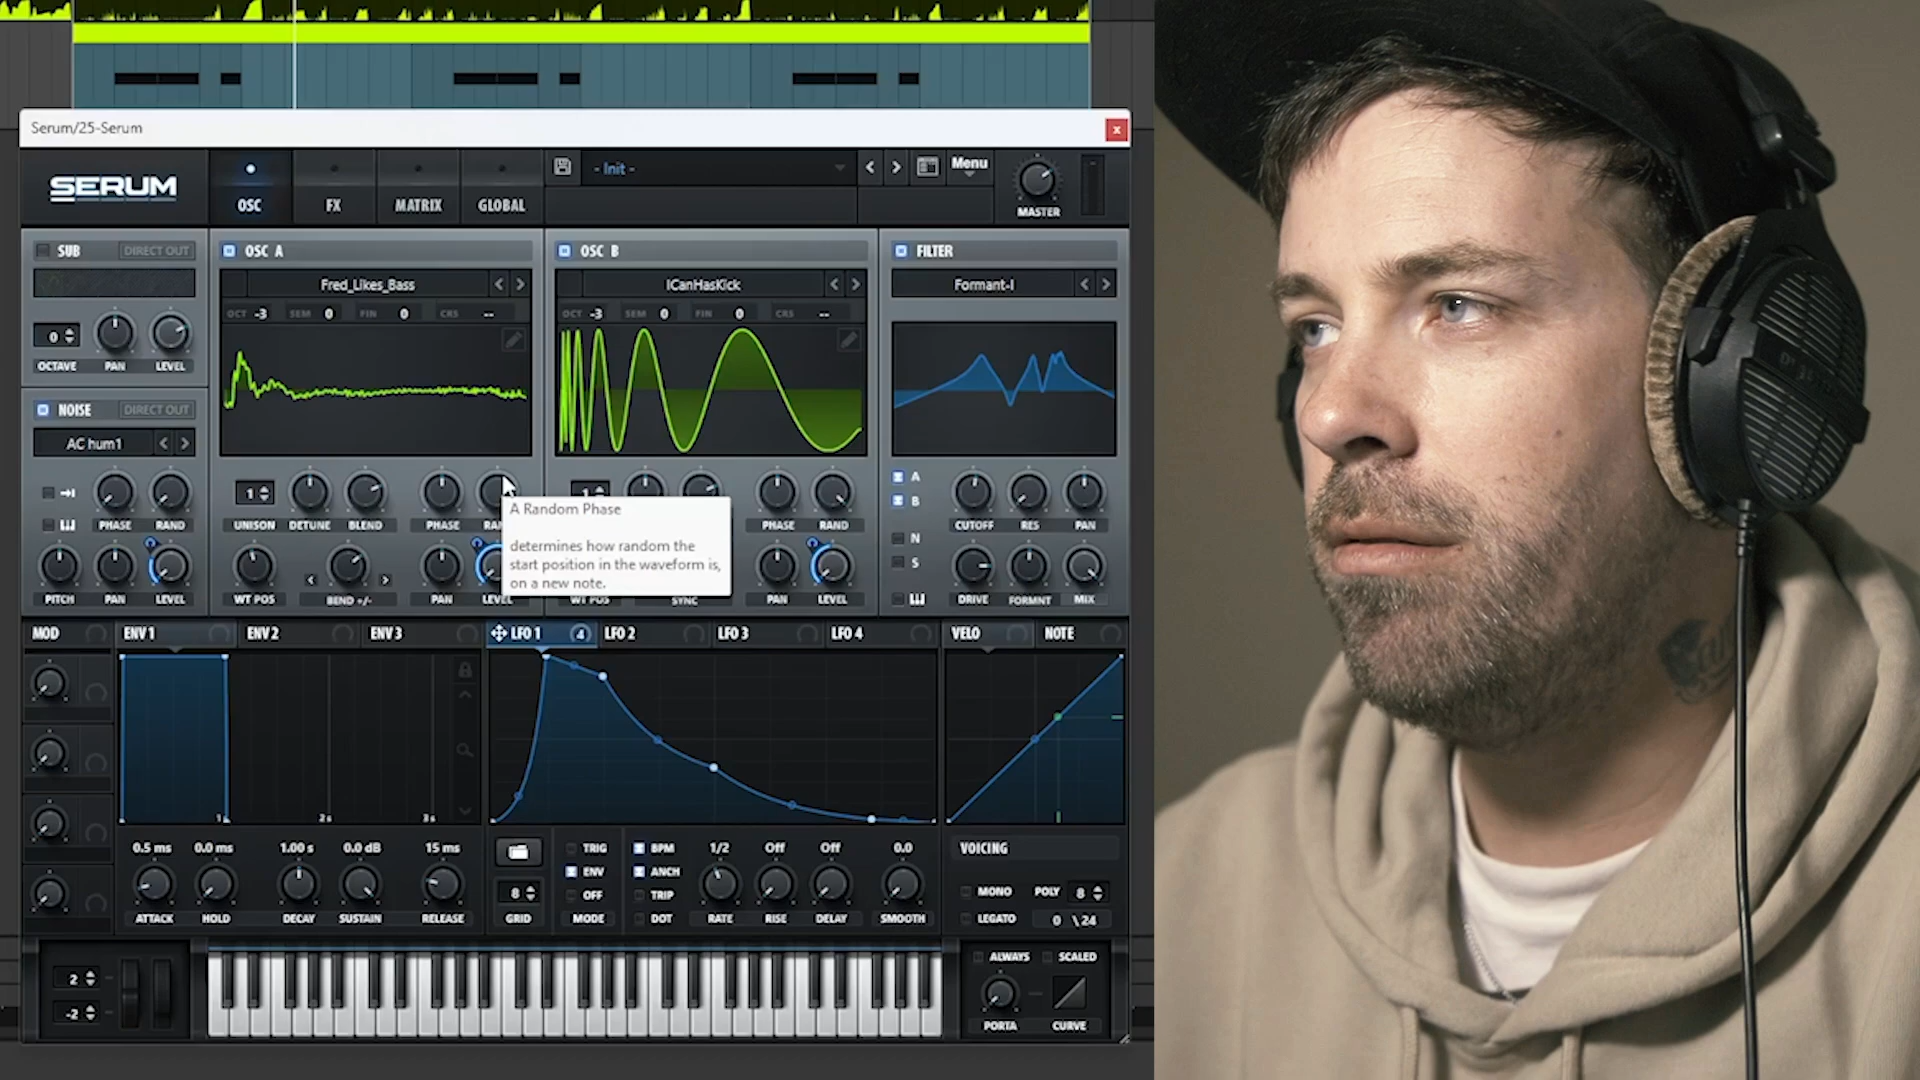 Serum/25-Serum
x
SERUM
OSC
FX
MATRIX
GLOBAL
- Init -
Menu
MASTER
SUB
DIRECT OUT
0
OCTAVE
PAN
LEVEL
NOISE
DIRECT OUT
AC hum1
PHASE
RAND
PITCH
PAN
LEVEL
OSC A
Fred_Likes_Bass
OCT -3 SEM 0 FIN 0 CRS --
1
UNISON
DETUNE
BLEND
PHASE
WT POS
BEND +/-
PAN
LEVEL
A Random Phase
determines how random the
start position in the waveform is,
on a new note.
OSC B
ICanHasKick
OCT -3 SEM 0 FIN 0 CRS --
1
PHASE
RAND
WT POS
SYNC
PAN
LEVEL
FILTER
Formant-I
A
B
N
S
CUTOFF
RES
PAN
DRIVE
FORMNT
MIX
MOD
ENV 1
ENV 2
ENV 3
LFO 1
4
LFO 2
LFO 3
LFO 4
VELO
NOTE
1s
2s
3s
0.5 ms
0.0 ms
1.00 s
0.0 dB
15 ms
ATTACK
HOLD
DECAY
SUSTAIN
RELEASE
8
GRID
TRIG
ENV
OFF
MODE
BPM
ANCH
TRIP
DOT
1/2
Off
Off
0.0
RATE
RISE
DELAY
SMOOTH
VOICING
MONO
POLY
8
LEGATO
0 \ 24
2
-2
ALWAYS
SCALED
PORTA
CURVE